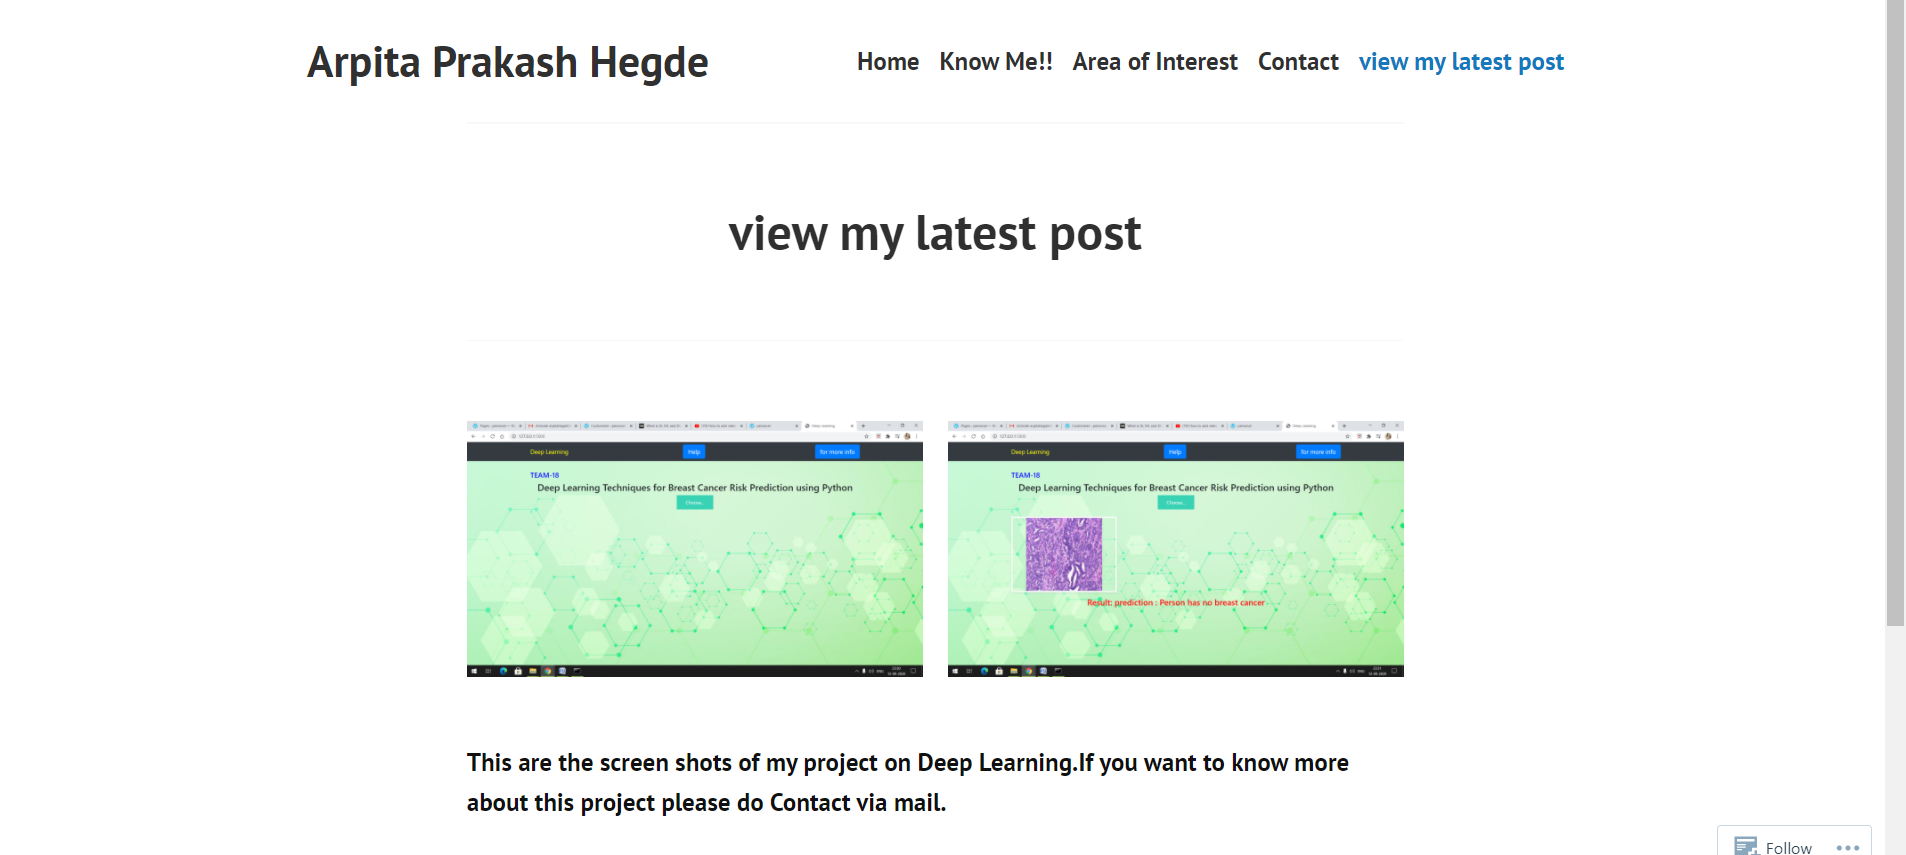 Arpita Prakash Hegde
Home Know Me!! Area of Interest Contact view my latest post
view my latest post
Deep Learning Help for more info
TEAM-18
Deep Learning Techniques for Breast Cancer Risk Prediction using Python
Choose...
Deep Learning Help for more info
TEAM-18
Deep Learning Techniques for Breast Cancer Risk Prediction using Python
Choose...
Result: prediction : Person has no breast cancer
This are the screen shots of my project on Deep Learning.If you want to know more
about this project please do Contact via mail.
Follow